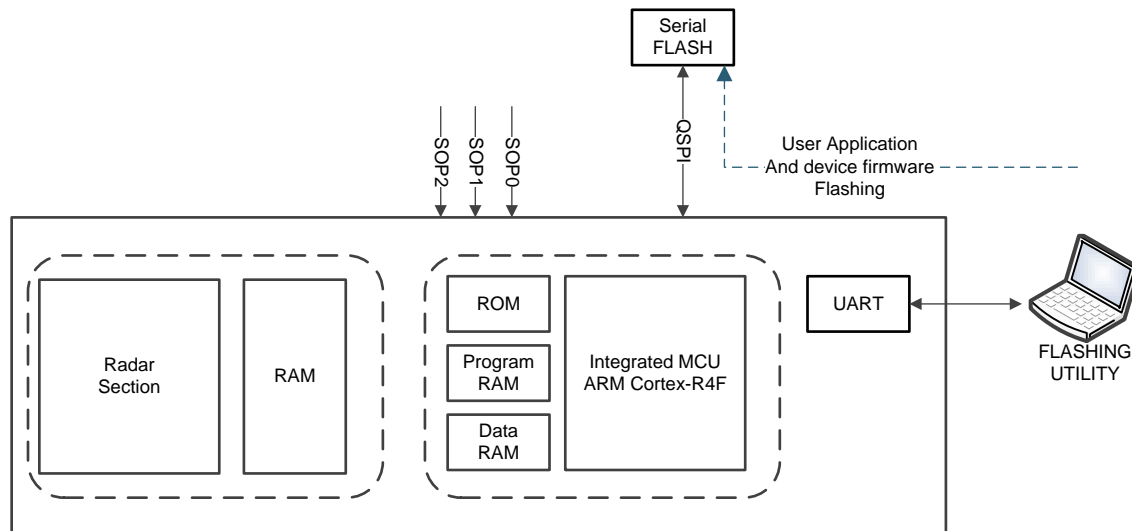 Serial
FLASH
SOP2
SOP1
SOP0
QSPI
User Application
And device firmware
Flashing
Radar
Section
RAM
ROM
Program
RAM
Data
RAM
Integrated MCU
ARM Cortex-R4F
UART
FLASHING
UTILITY